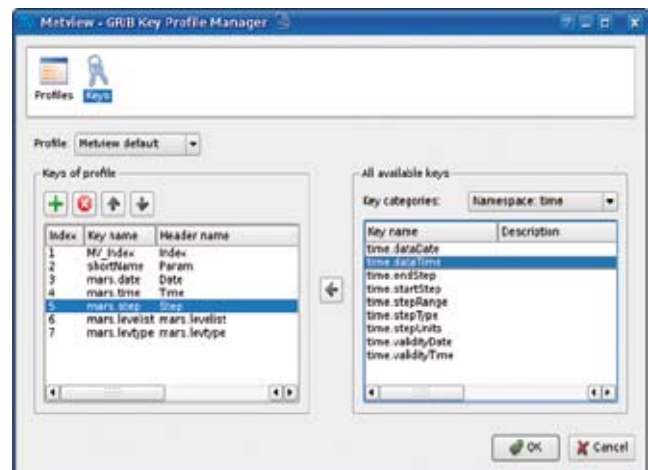 Metview - GRIB Key Profile Manager
Profiles Keys
Profile: Metview default
Keys of profile
Index Key name Header name
1 MV_Index Index
2 shortName Param
3 mars.date Date
4 mars.time Time
5 mars.step Step
6 mars.levelist mars.levelist
7 mars.levtype mars.levtype
All available keys
Key categories: Namespace: time
Key name Description
time.dataDate
time.dataTime
time.endStep
time.startStep
time.stepRange
time.stepType
time.stepUnits
time.validityDate
time.validityTime
OK Cancel